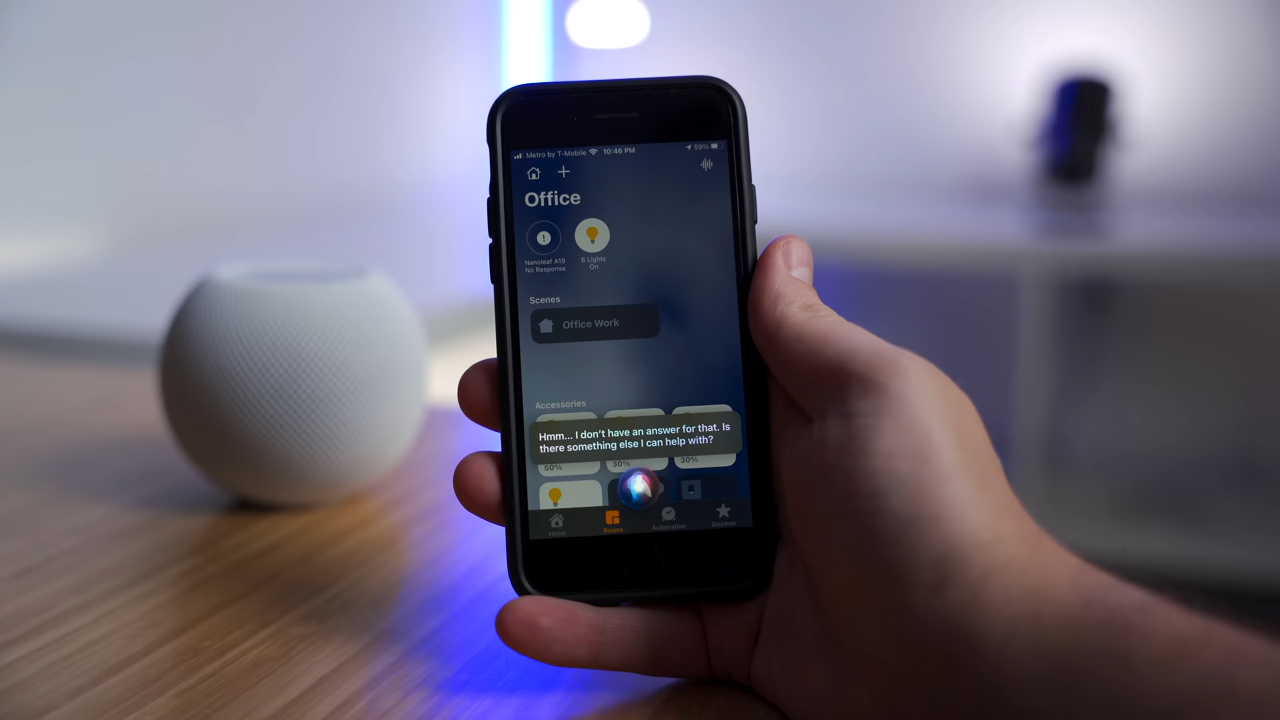 Metro by T-Mobile 10:46 PM 59%
Office
Nanoleaf A19 6 Lights
No Response On
Scenes
Office Work
Accessories
Hmm... I don't have an answer for that. Is
there something else I can help with?
50% 30% 30%
Home Rooms Automation Discover